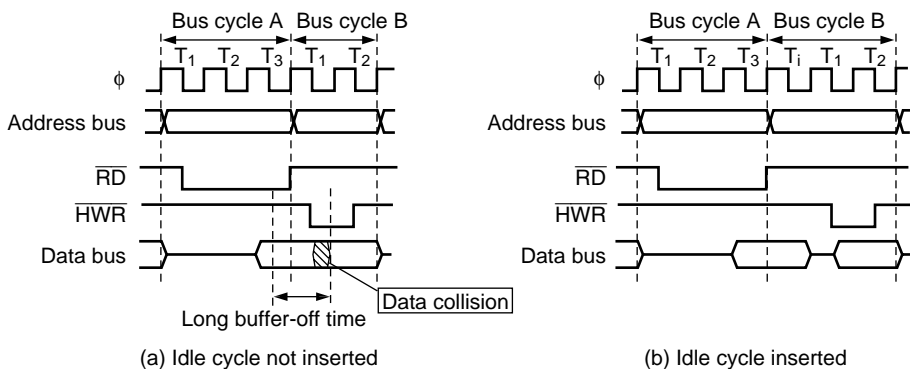 Bus cycle A Bus cycle B
T1 T2 T3 T1 T2
ϕ
Address bus
RD
HWR
Data bus
Data collision
Long buffer-off time
(a) Idle cycle not inserted
Bus cycle A Bus cycle B
T1 T2 T3 Ti T1 T2
ϕ
Address bus
RD
HWR
Data bus
(b) Idle cycle inserted